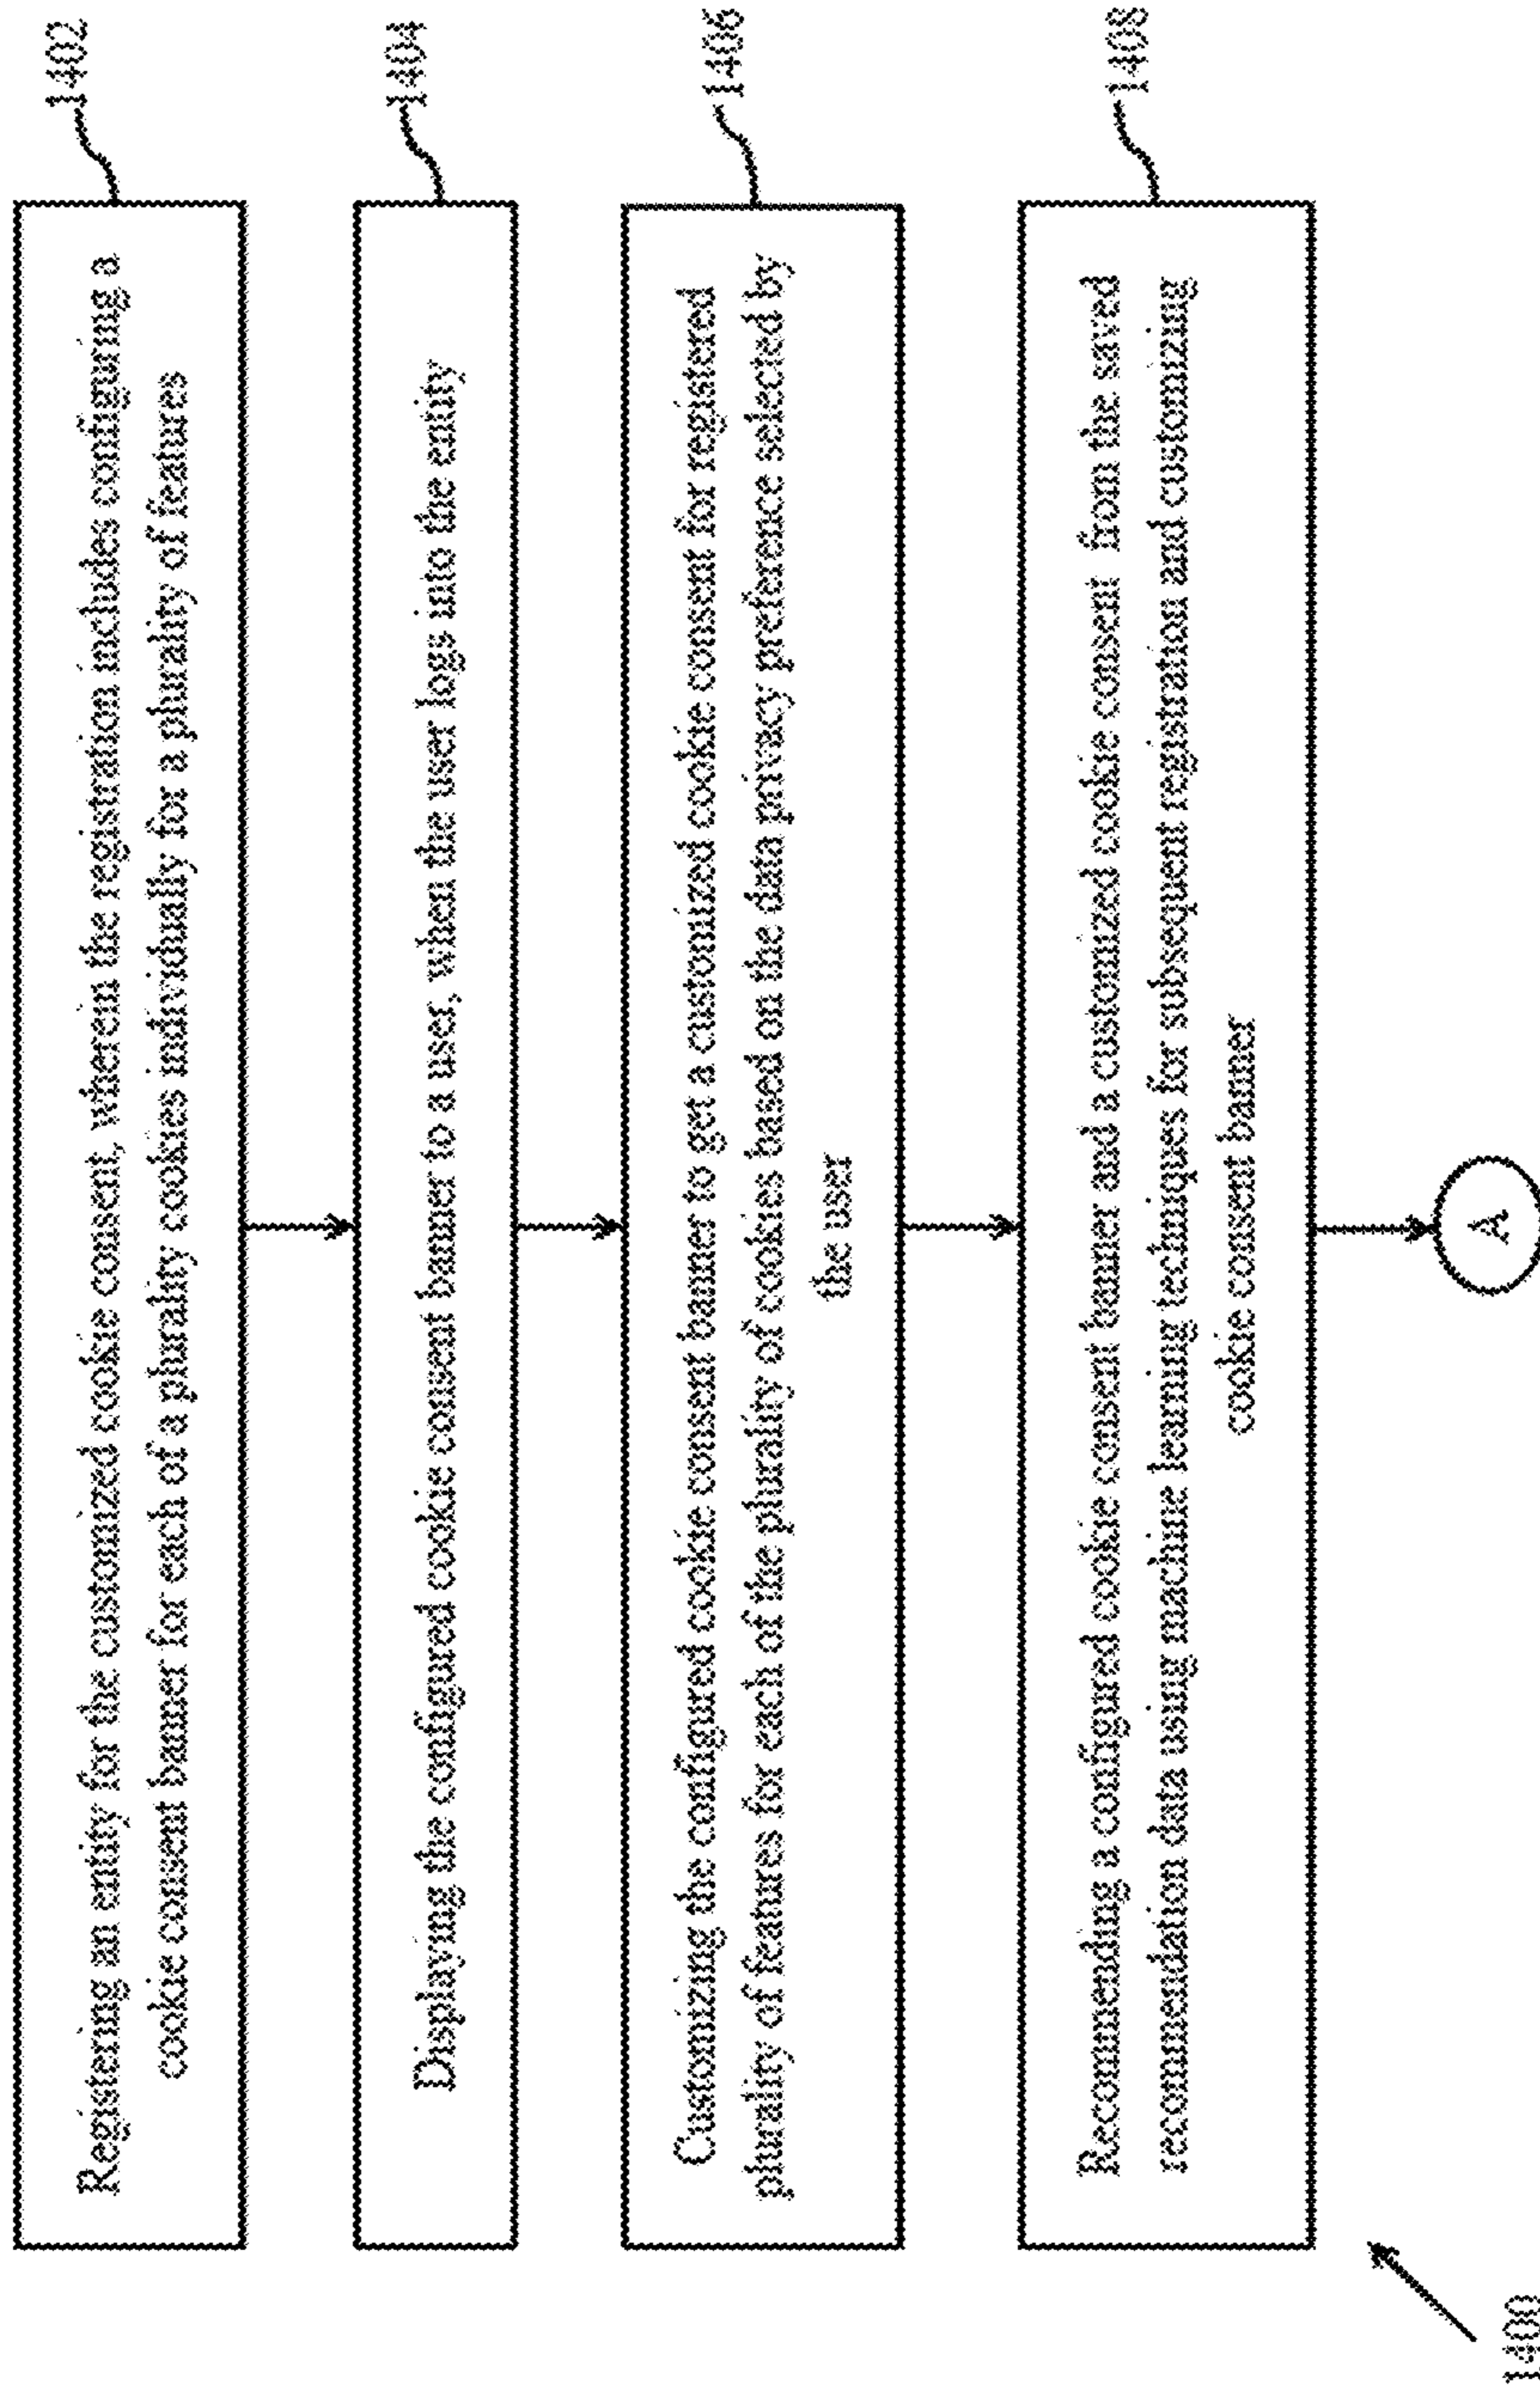 Registering an entity for the customized cookie consent, wherein the registration includes configuring a
cookie consent banner for each of a plurality cookies individually for a plurality of features
1402
Displaying the configured cookie consent banner to a user, when the user logs into the entity
1404
Customizing the configured cookie consent banner to get a customized cookie consent for registered
plurality of features for each of the plurality of cookies based on the data privacy preference selected by
the user
1406
Recommending a configured cookie consent banner and a customized cookie consent from the saved
recommendation data using machine learning techniques for subsequent registration and customizing
cookie consent banner
1408
A
1400